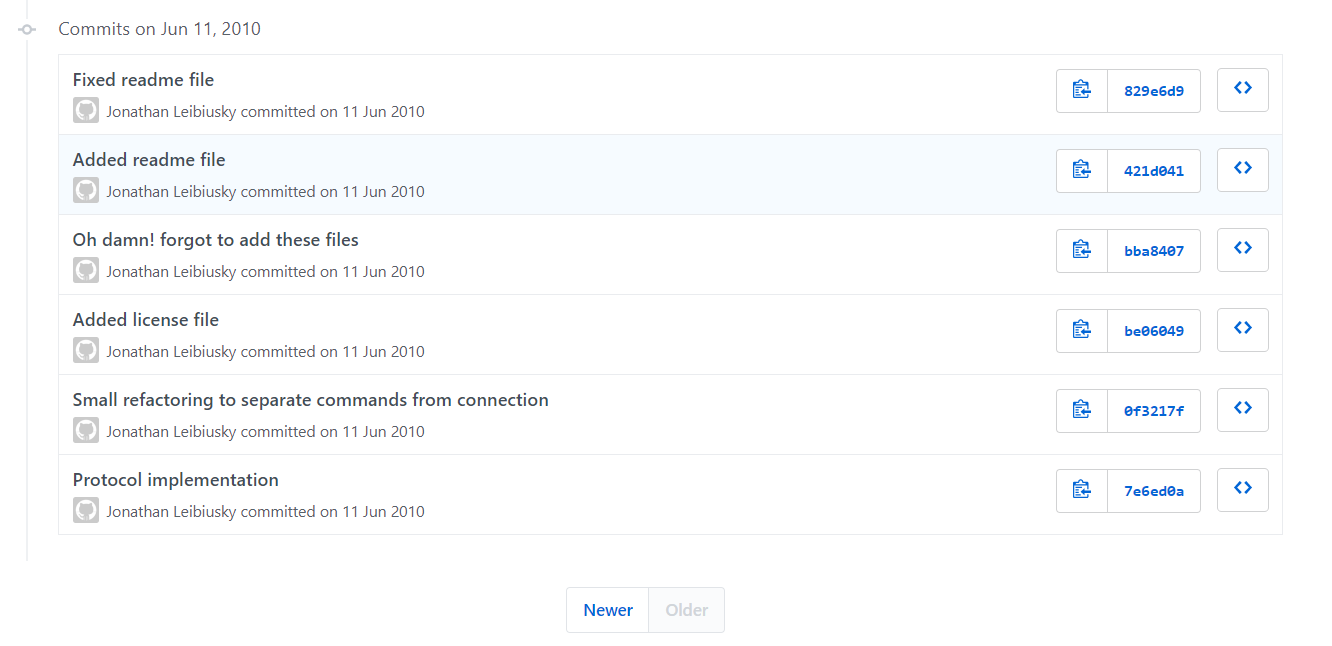 Commits on Jun 11, 2010
Fixed readme file
Jonathan Leibiusky committed on 11 Jun 2010
829e6d9
Added readme file
Jonathan Leibiusky committed on 11 Jun 2010
421d041
Oh damn! forgot to add these files
Jonathan Leibiusky committed on 11 Jun 2010
bba8407
Added license file
Jonathan Leibiusky committed on 11 Jun 2010
be06049
Small refactoring to separate commands from connection
Jonathan Leibiusky committed on 11 Jun 2010
0f3217f
Protocol implementation
Jonathan Leibiusky committed on 11 Jun 2010
7e6ed0a
Newer Older